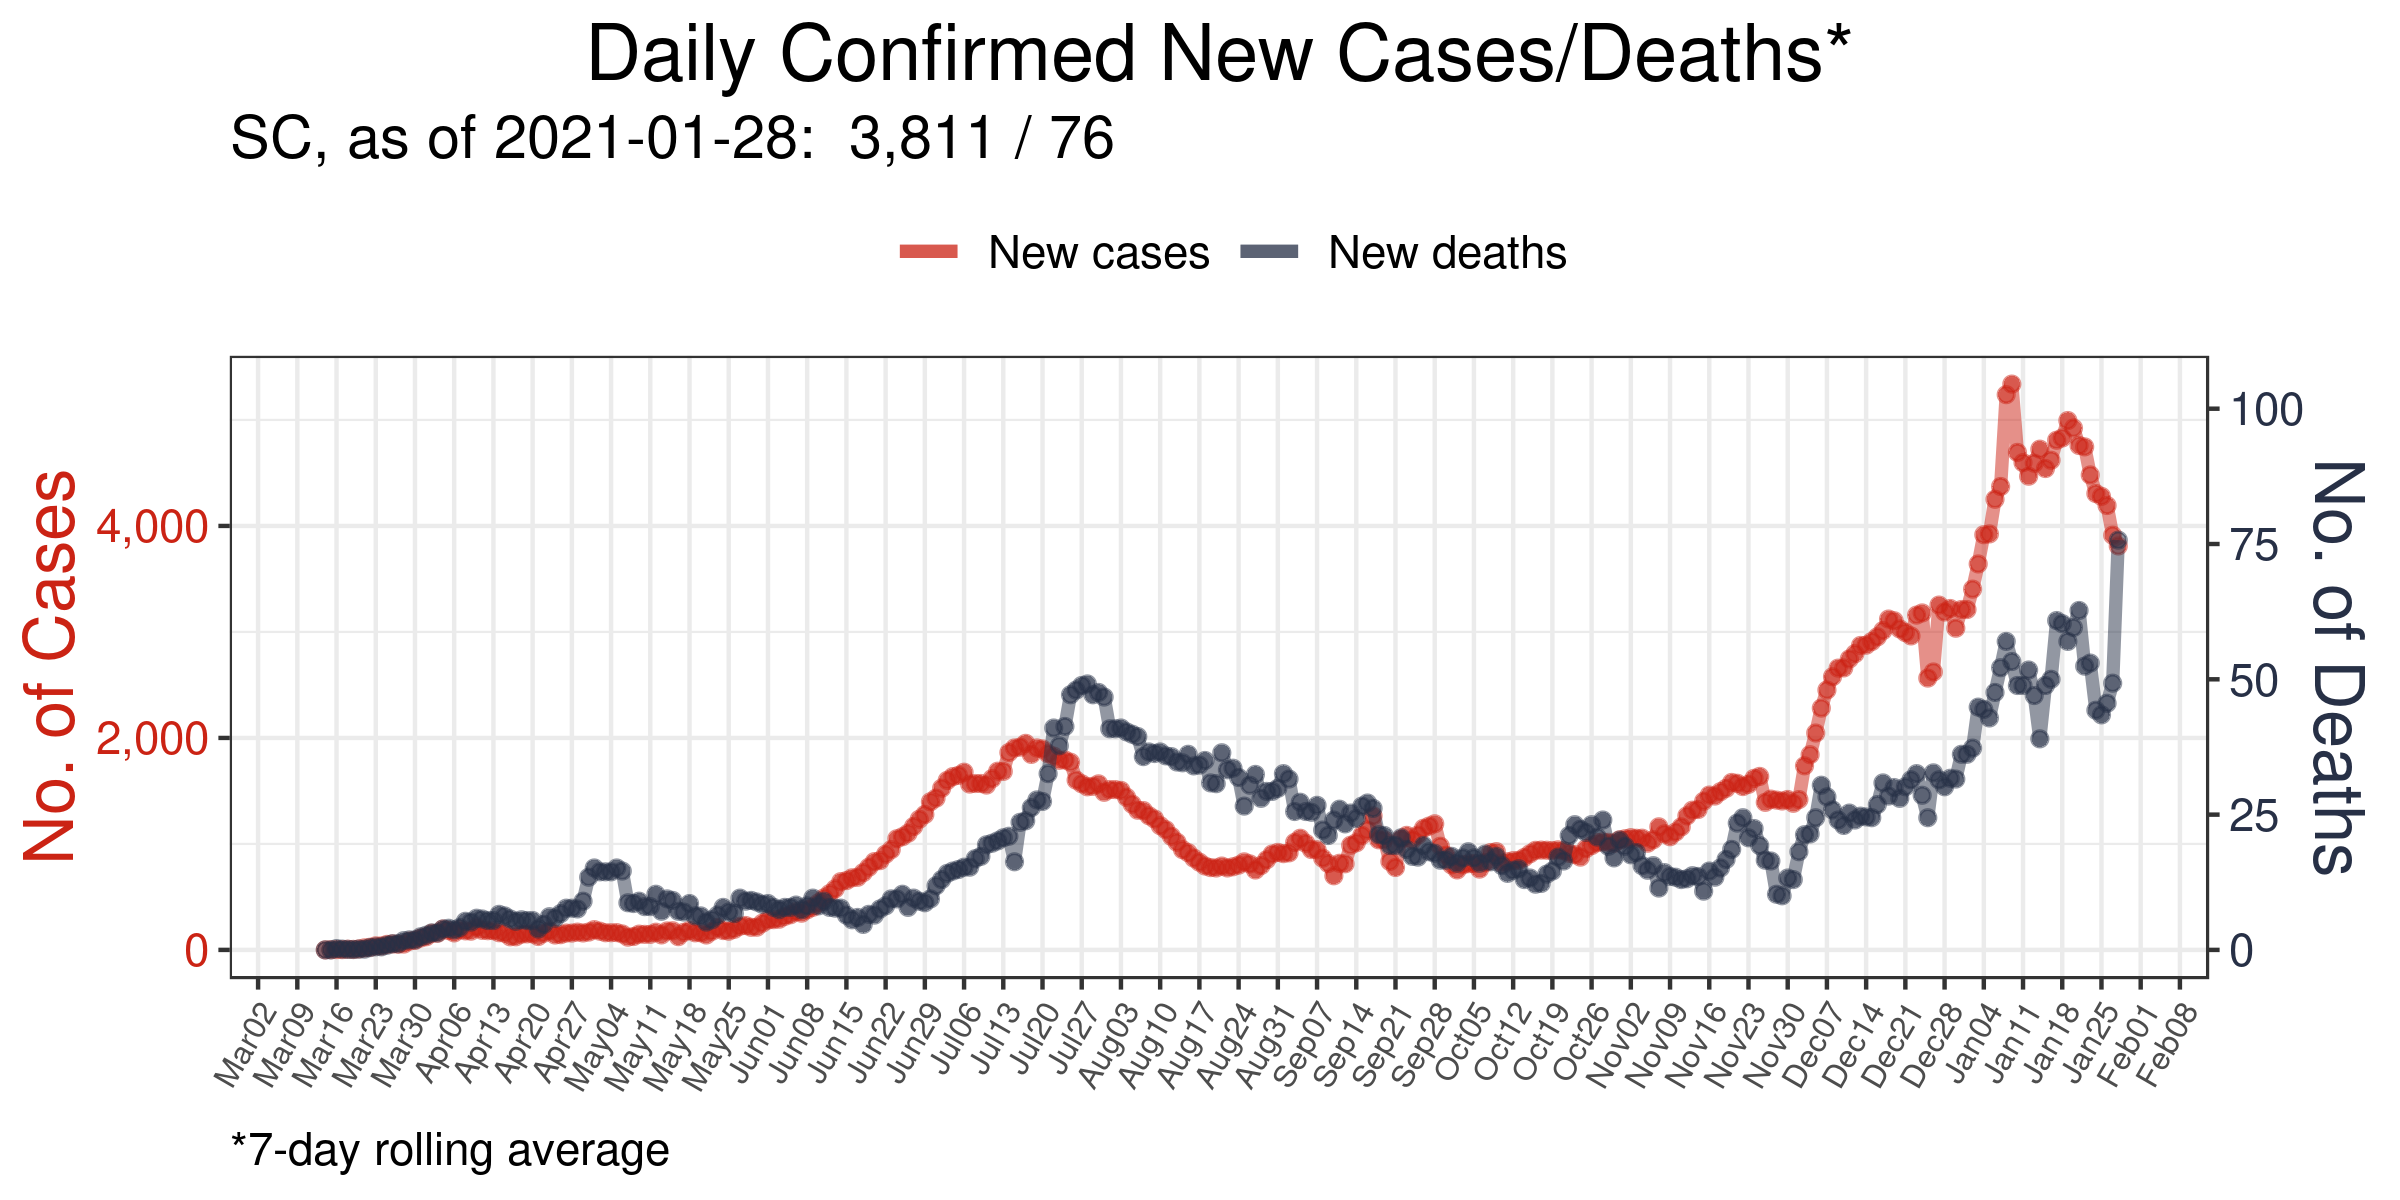 Daily Confirmed New Cases/Deaths*
SC, as of 2021-01-28:  3,811 / 76
New cases
New deaths
No. of Cases
4,000
2,000
0
100
75
50
25
0
No. of Deaths
Mar02
Mar09
Mar16
Mar23
Mar30
Apr06
Apr13
Apr20
Apr27
May04
May11
May18
May25
Jun01
Jun08
Jun15
Jun22
Jun29
Jul06
Jul13
Jul20
Jul27
Aug03
Aug10
Aug17
Aug24
Aug31
Sep07
Sep14
Sep21
Sep28
Oct05
Oct12
Oct19
Oct26
Nov02
Nov09
Nov16
Nov23
Nov30
Dec07
Dec14
Dec21
Dec28
Jan04
Jan11
Jan18
Jan25
Feb01
Feb08
*7-day rolling average